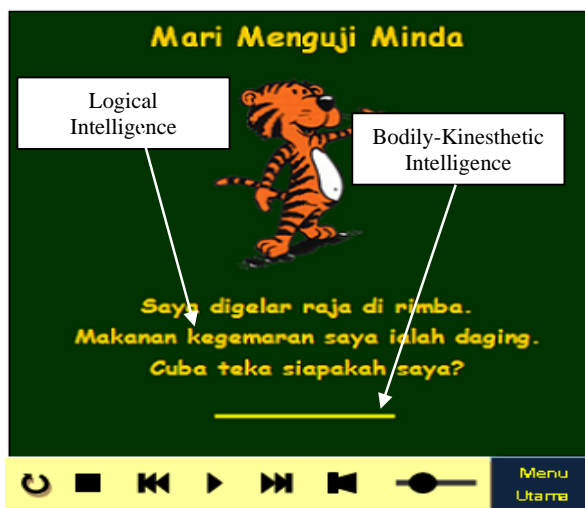 Mari Menguji Minda
Logical
Intelligence
Bodily-Kinesthetic
Intelligence
Saya digelar raja di rimba.
Makanan kegemaran saya ialah daging.
Cuba teka siapakah saya?
Menu
Utama